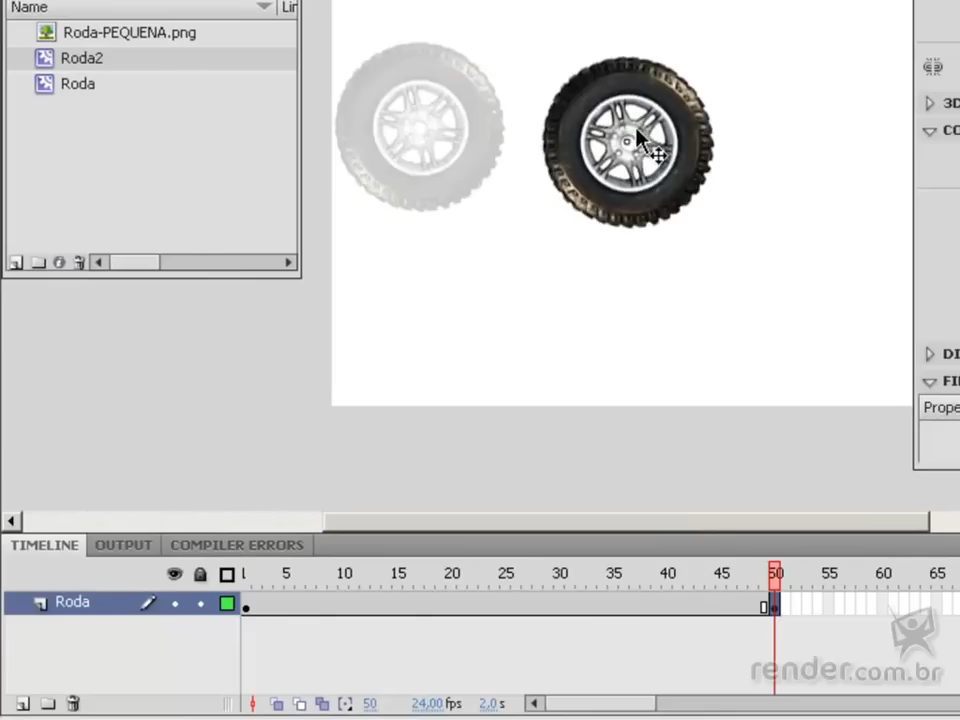 Name
Lir
Roda-PEQUENA.png
Roda2
Roda
3D
CO
DI
FI
Prope
TIMELINE OUTPUT COMPILER ERRORS
5 10 15 20 25 30 35 40 45 50 55 60 65
Roda
50 24,00 fps 2,0 s
render.com.br